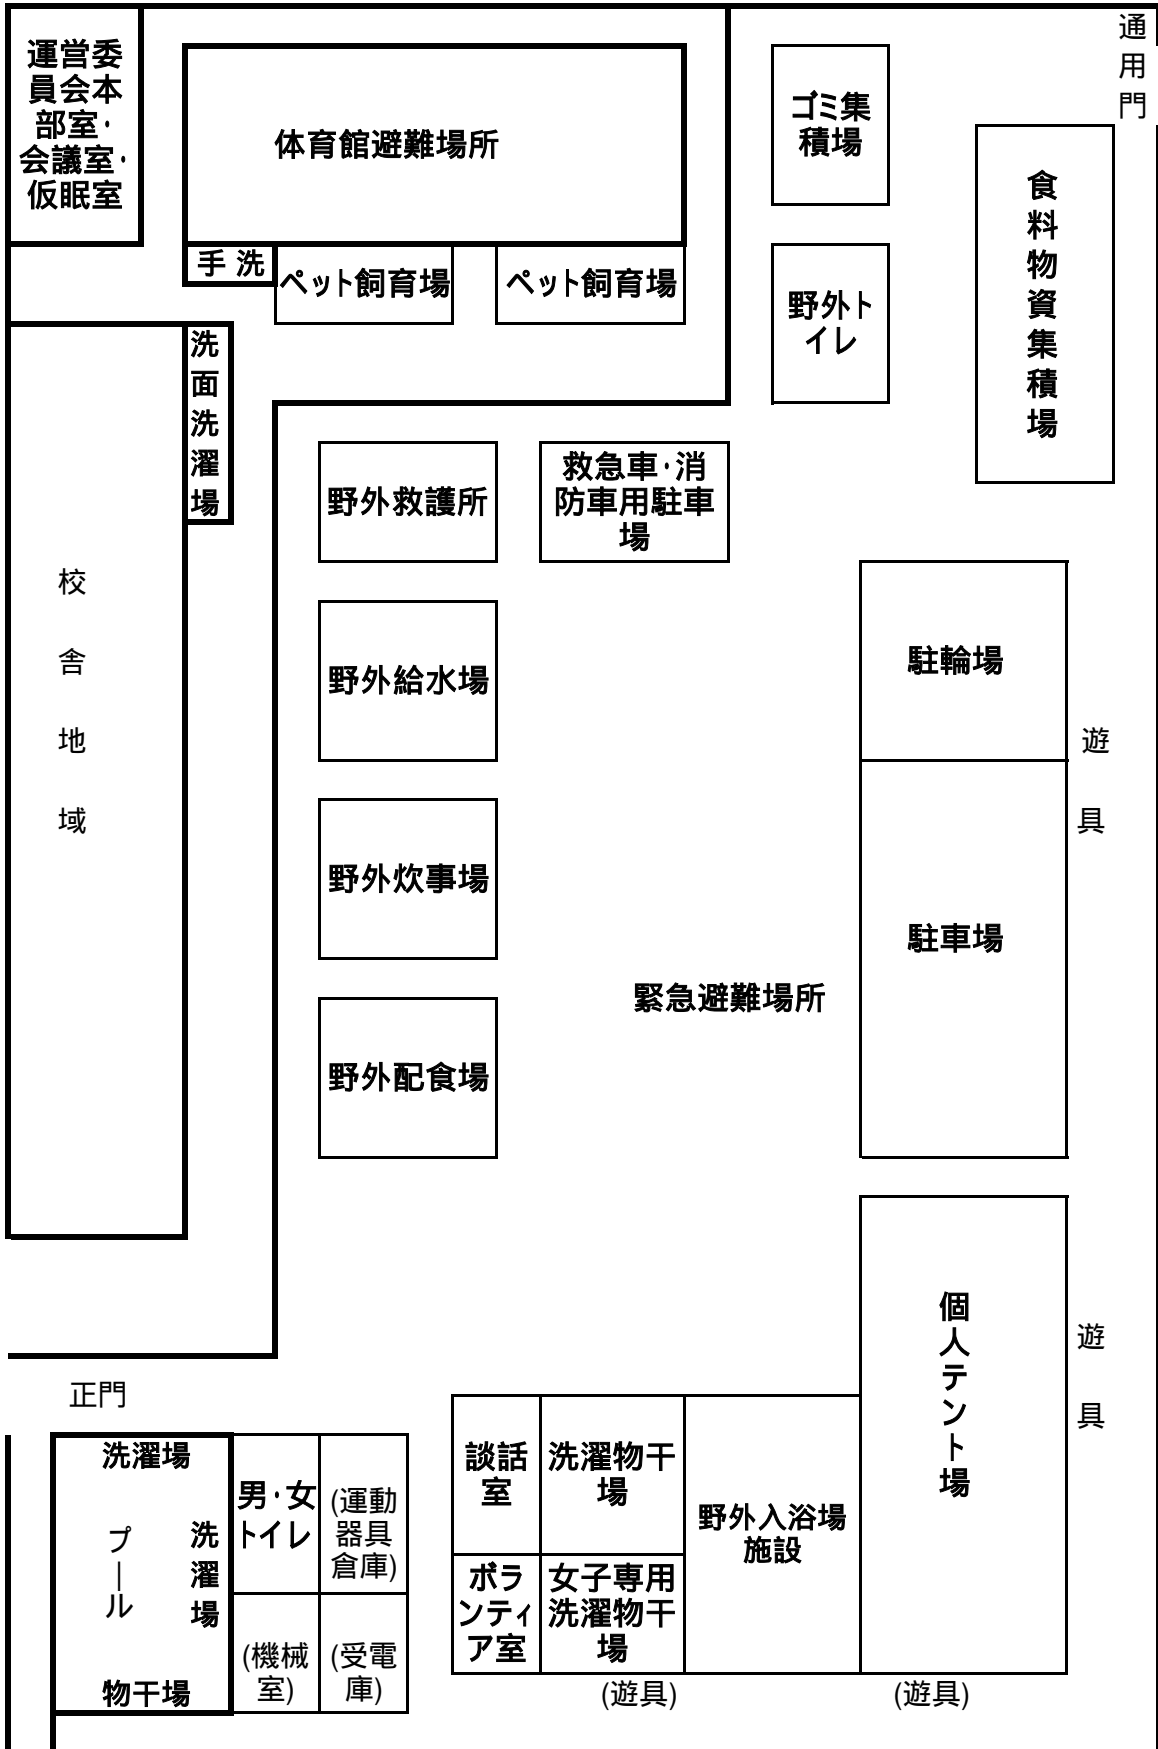 通用門
運営委
員会本
部室・
会議室・
仮眠室
体育館避難場所
ゴミ集
積場
食料物資集積場
手洗
ペット飼育場
ペット飼育場
野外ト
イレ
洗面洗濯場
野外救護所
救急車・消
防車用駐車
場
校舎地域
野外給水場
駐輪場
遊具
野外炊事場
駐車場
緊急避難場所
野外配食場
個人テント場
遊具
正門
洗濯場
プール
洗濯場
物干場
男・女
トイレ
(運動
器具
倉庫)
(機械
室)
(受電
庫)
談話
室
洗濯物干
場
野外入浴場
施設
ボラ
ンティ
ア室
女子専用
洗濯物干
場
(遊具)
(遊具)